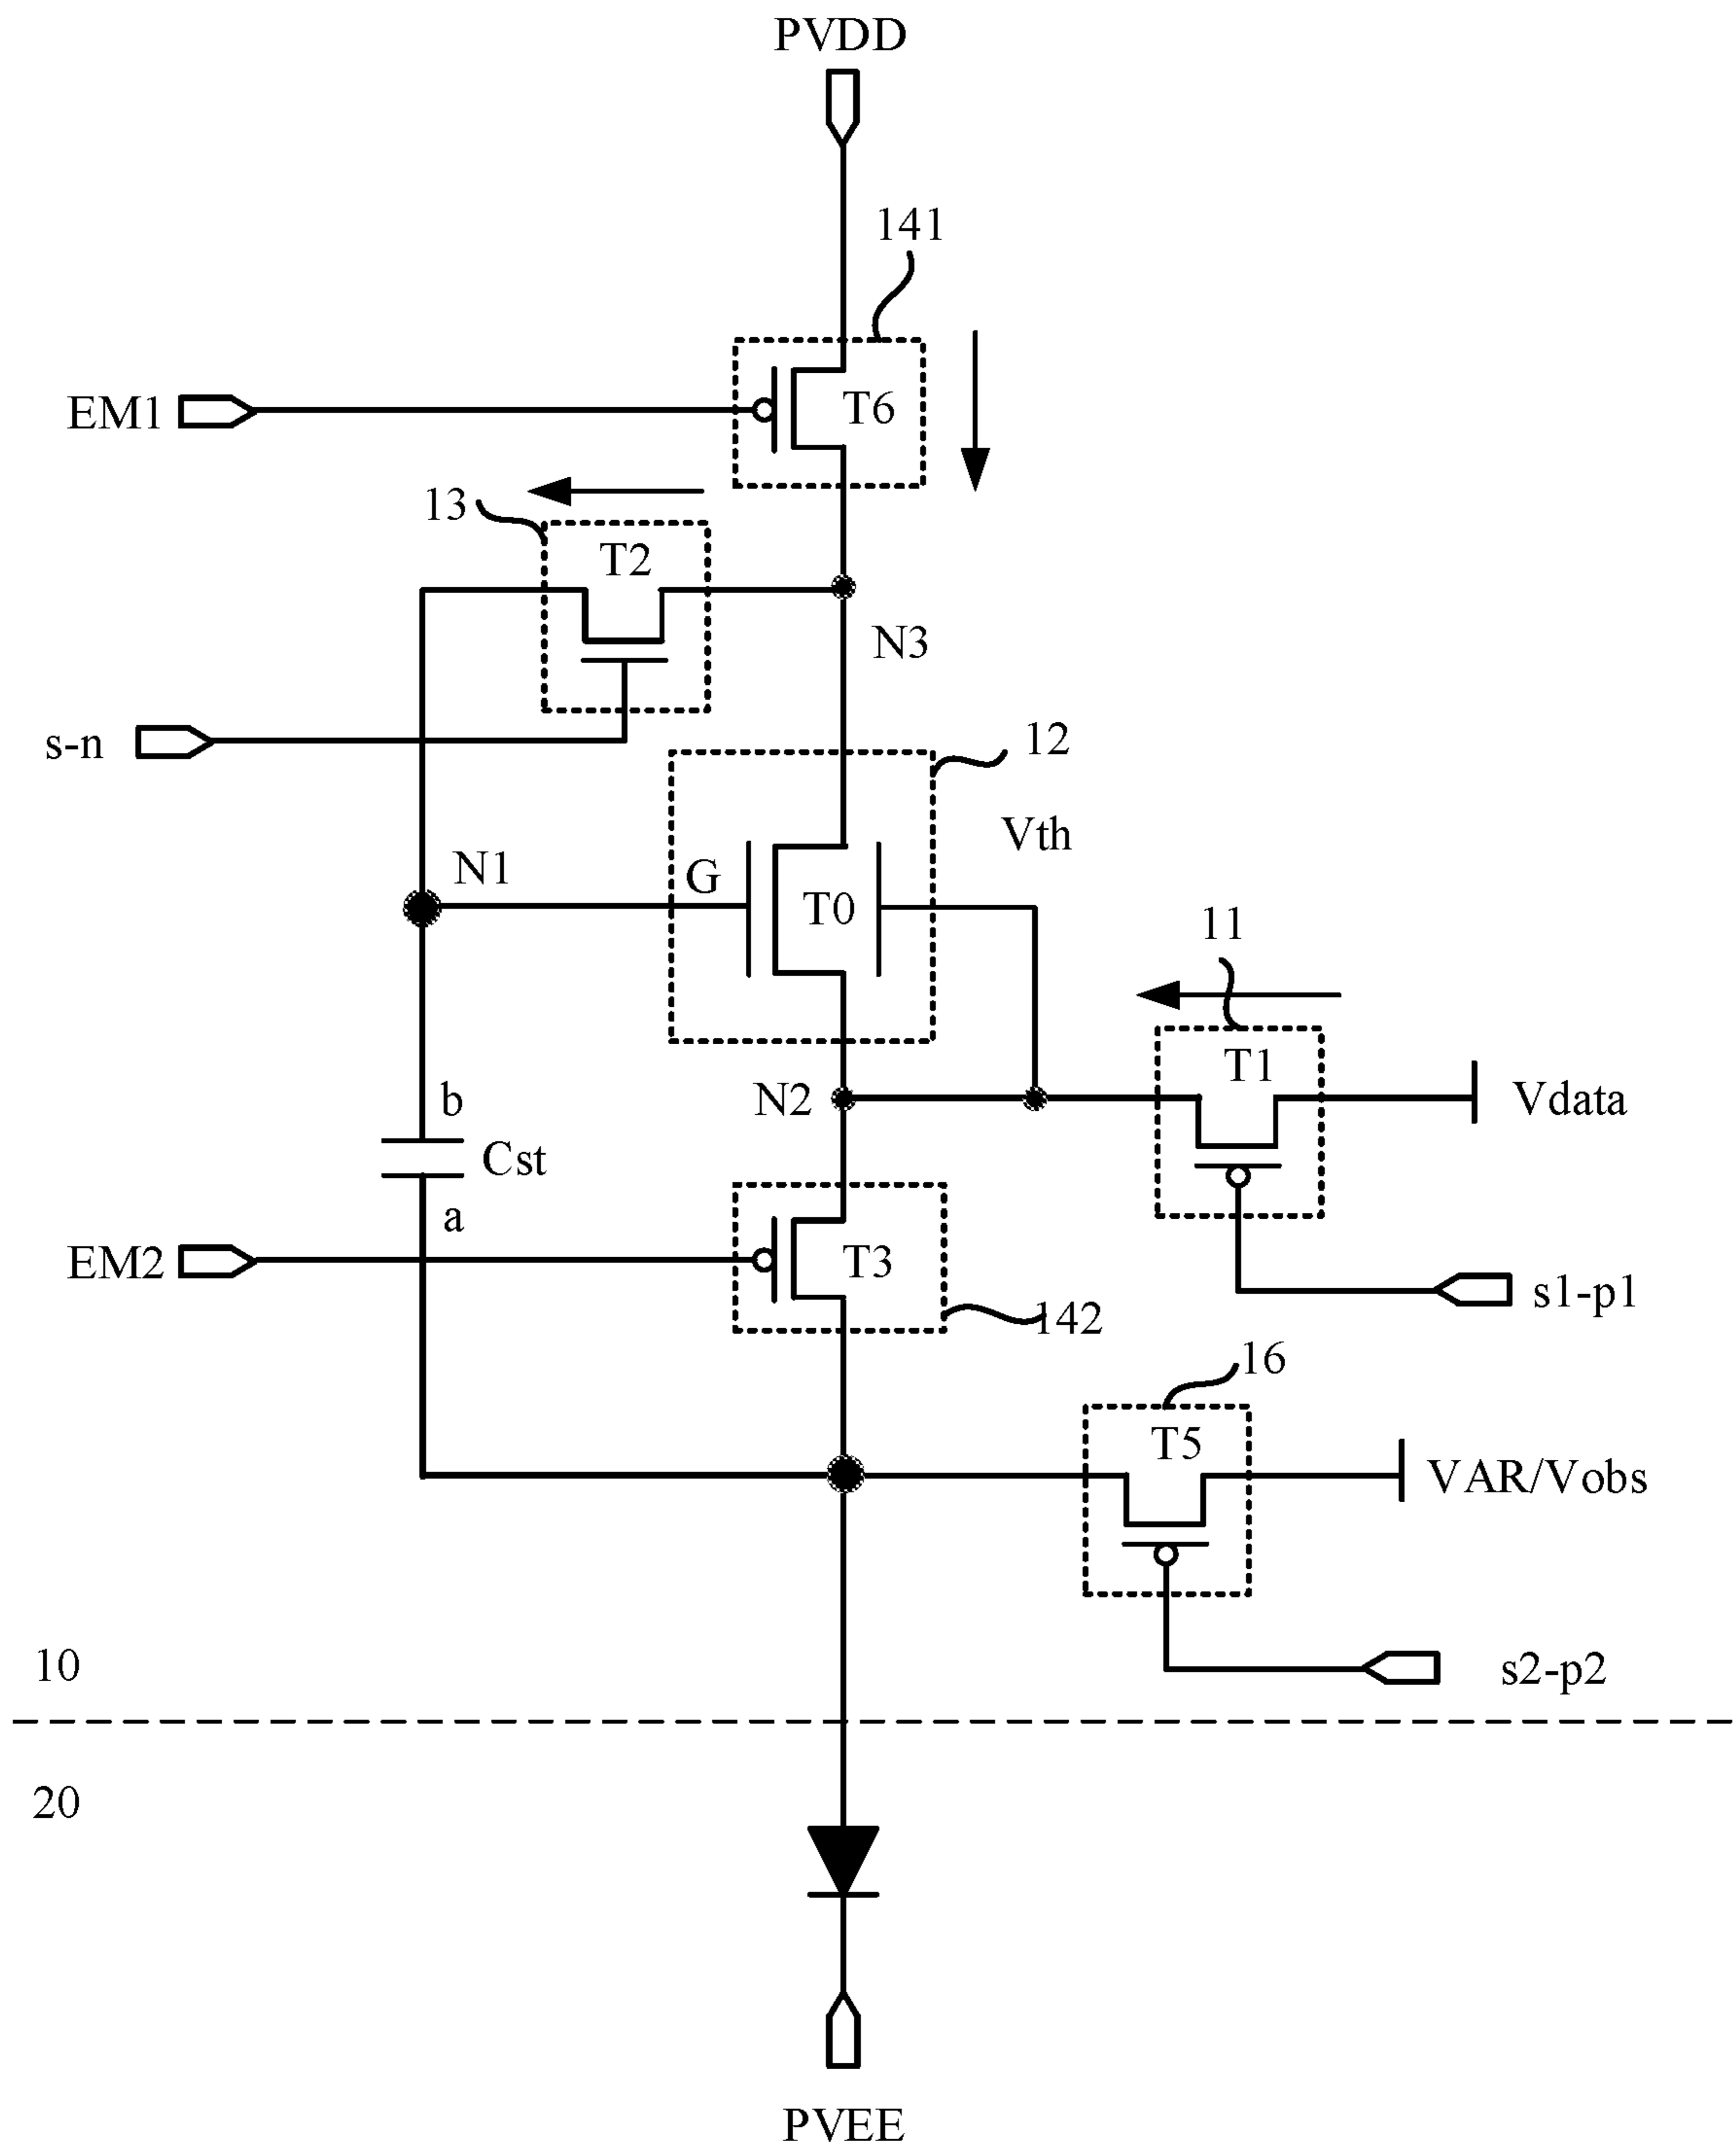 PVDD
141
EM1
T6
13
T2
N3
s-n
12
Vth
N1
G
T0
11
T1
N2
Vdata
b
Cst
a
EM2
T3
s1-p1
142
16
T5
VAR/Vobs
10
s2-p2
20
PVEE